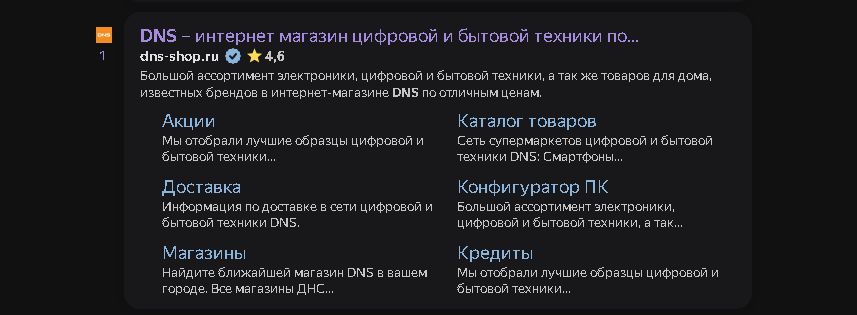 DNS
DNS – интернет магазин цифровой и бытовой техники по...
1
dns-shop.ru 4,6
Большой ассортимент электроники, цифровой и бытовой техники, а так же товаров для дома,
известных брендов в интернет-магазине DNS по отличным ценам.
Акции
Мы отобрали лучшие образцы цифровой и
бытовой техники...
Каталог товаров
Сеть супермаркетов цифровой и бытовой
техники DNS: Смартфоны...
Доставка
Информация по доставке в сети цифровой и
бытовой техники DNS.
Конфигуратор ПК
Большой ассортимент электроники,
цифровой и бытовой техники, а так...
Магазины
Найдите ближайшей магазин DNS в вашем
городе. Все магазины ДНС...
Кредиты
Мы отобрали лучшие образцы цифровой и
бытовой техники...